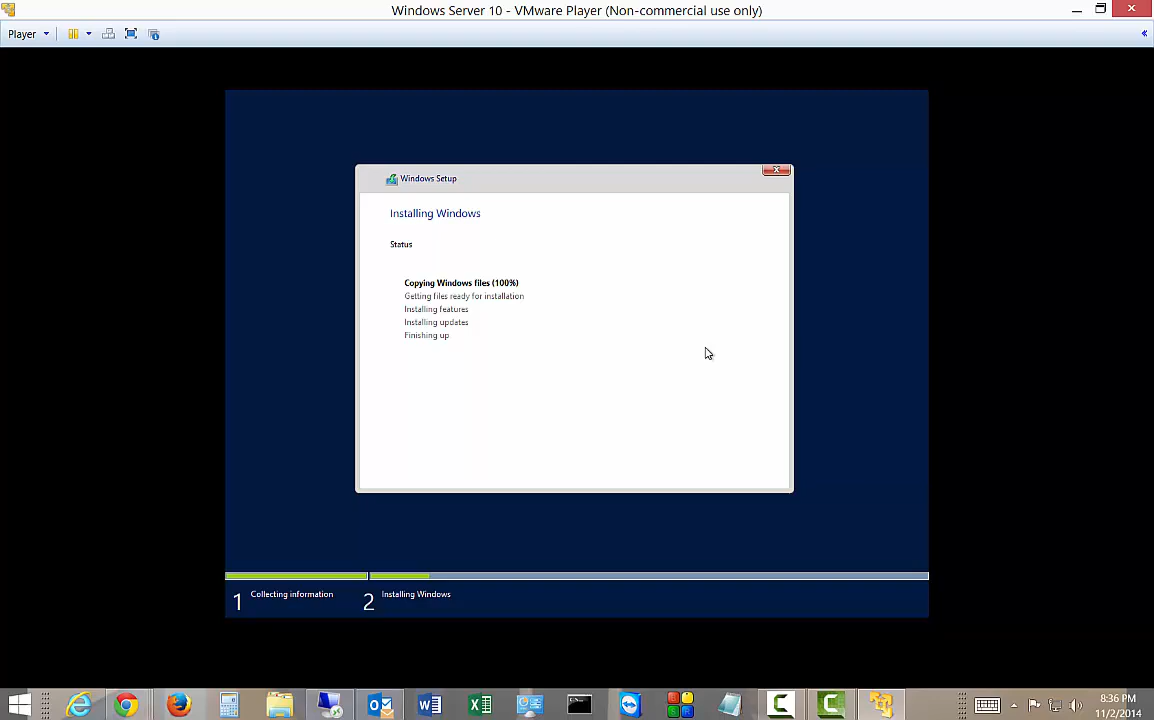 Windows Server 10 - VMware Player (Non-commercial use only)
Player
Windows Setup
Installing Windows
Status
Copying Windows files (100%)
Getting files ready for installation
Installing features
Installing updates
Finishing up
1 Collecting information 2 Installing Windows
8:36 PM
11/2/2014